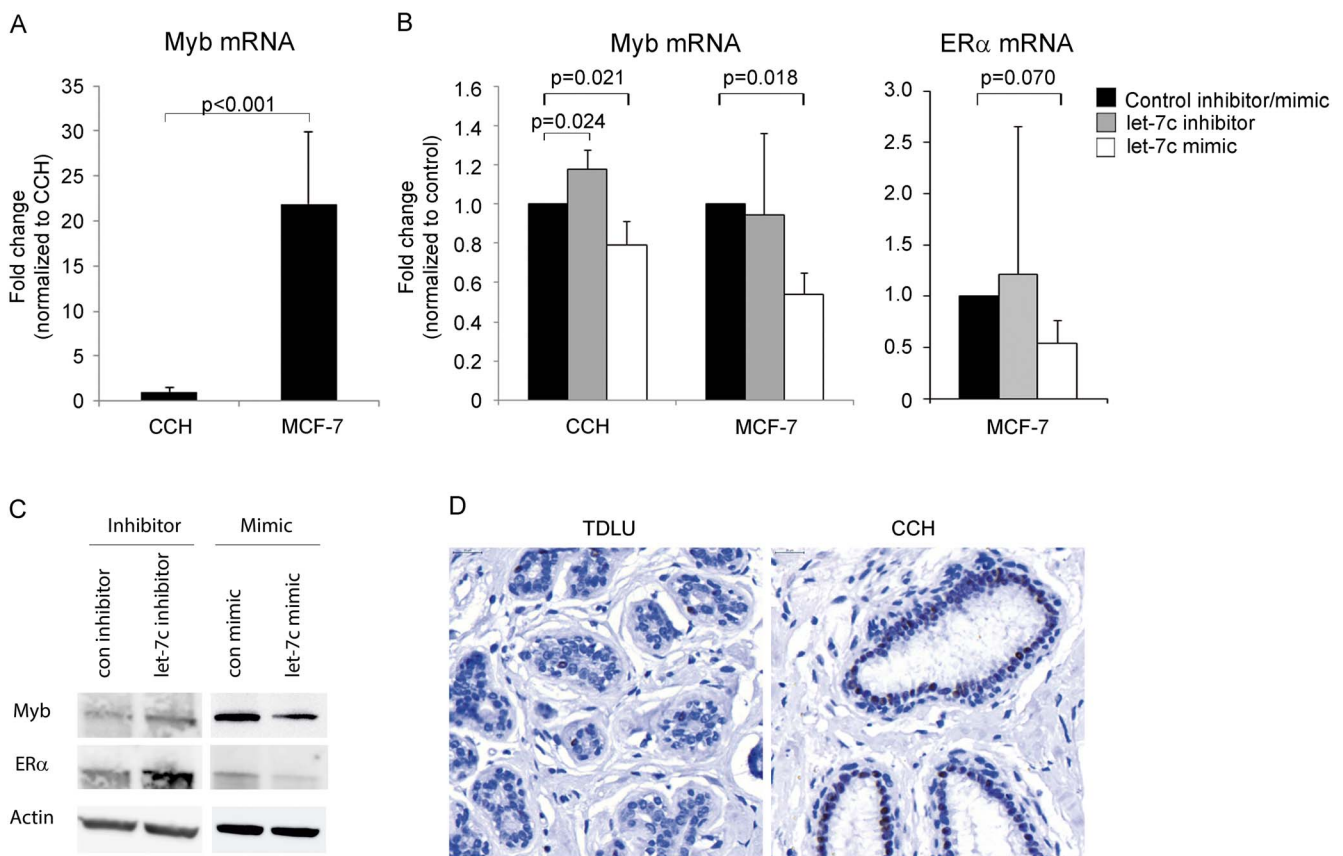 A
Myb mRNA
Fold change
(normalized to CCH)
35
30
25
20
15
10
5
0
p<0.001
CCH
MCF-7
B
Myb mRNA
Fold change
(normalized to control)
1.6
1.4
1.2
1.0
0.8
0.6
0.4
0.2
0
p=0.021
p=0.024
p=0.018
CCH
MCF-7
ERα mRNA
3.0
2.5
2.0
1.5
1.0
0.5
0
p=0.070
MCF-7
Control inhibitor/mimic
let-7c inhibitor
let-7c mimic
C
Inhibitor
Mimic
con inhibitor
let-7c inhibitor
con mimic
let-7c mimic
Myb
ERα
Actin
D
TDLU
CCH